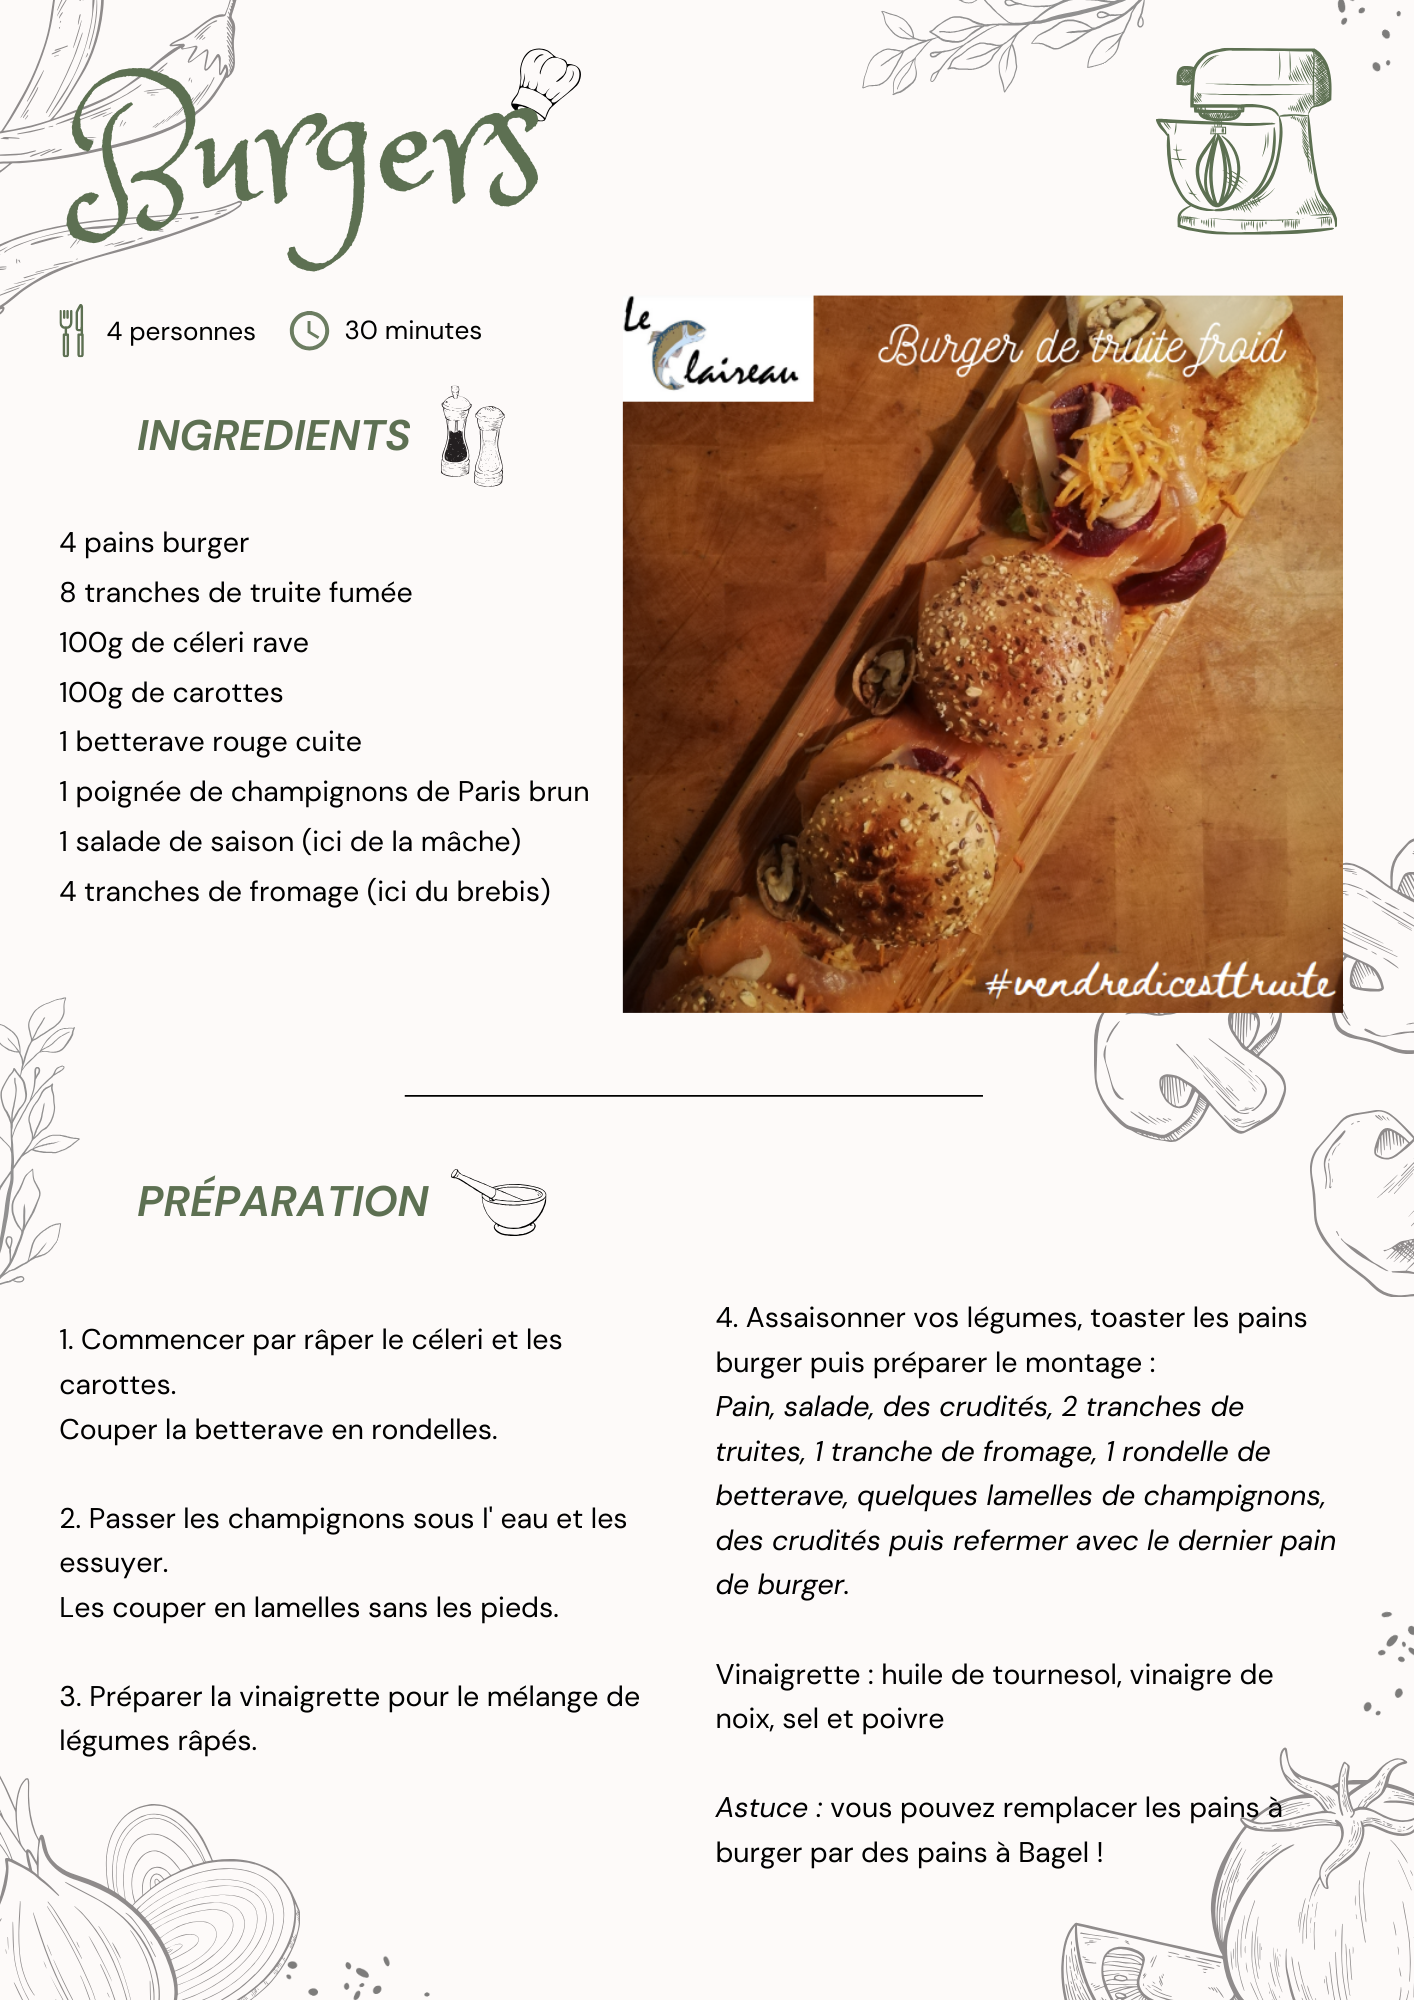 Burgers
4 personnes
30 minutes
INGREDIENTS
4 pains burger
8 tranches de truite fumée
100g de céleri rave
100g de carottes
1 betterave rouge cuite
1 poignée de champignons de Paris brun
1 salade de saison (ici de la mâche)
4 tranches de fromage (ici du brebis)
Le
Claireau
Burger de truite froid
#vendredicesttruite
PRÉPARATION
1. Commencer par râper le céleri et les
carottes.
Couper la betterave en rondelles.
2. Passer les champignons sous l' eau et les
essuyer.
Les couper en lamelles sans les pieds.
3. Préparer la vinaigrette pour le mélange de
légumes râpés.
4. Assaisonner vos légumes, toaster les pains
burger puis préparer le montage :
Pain, salade, des crudités, 2 tranches de
truites, 1 tranche de fromage, 1 rondelle de
betterave, quelques lamelles de champignons,
des crudités puis refermer avec le dernier pain
de burger.
Vinaigrette : huile de tournesol, vinaigre de
noix, sel et poivre
Astuce : vous pouvez remplacer les pains à
burger par des pains à Bagel !